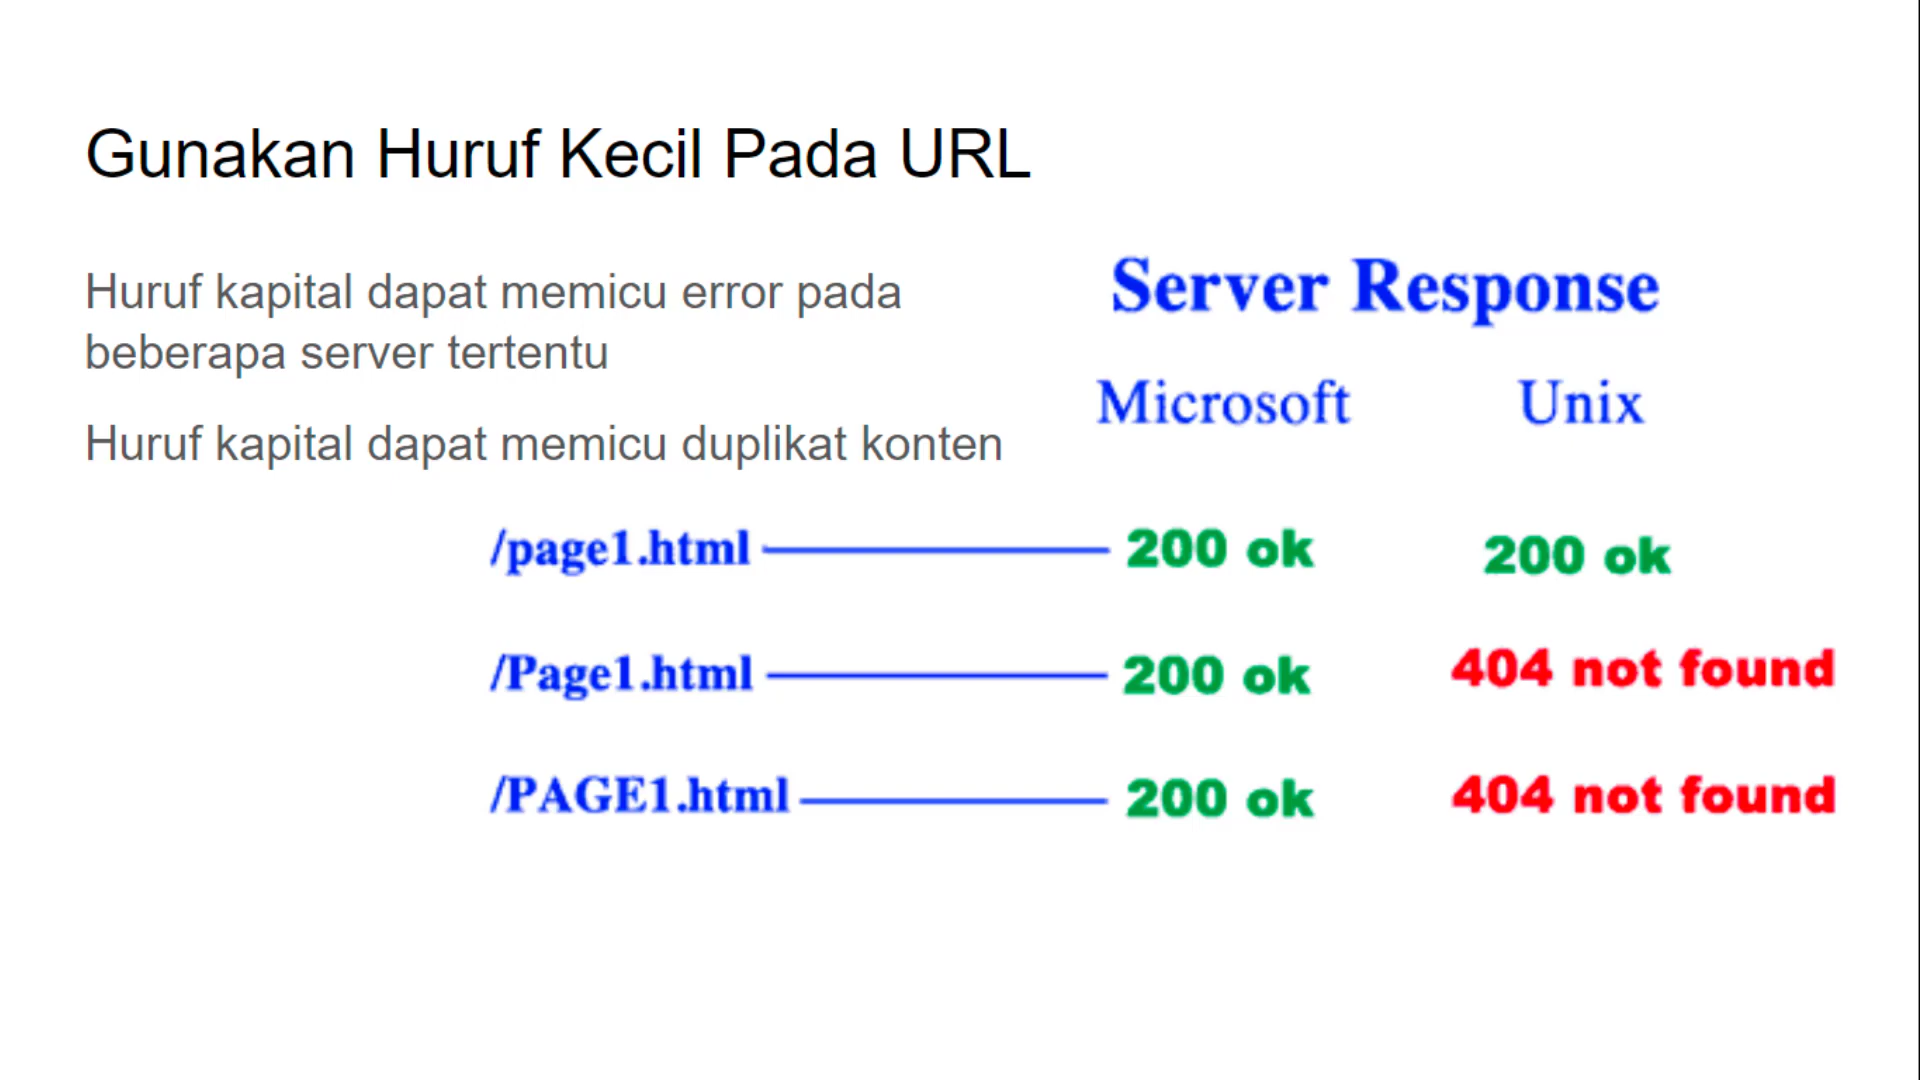 Gunakan Huruf Kecil Pada URL
Huruf kapital dapat memicu error pada
beberapa server tertentu
Huruf kapital dapat memicu duplikat konten
Server Response
Microsoft Unix
/page1.html 200 ok 200 ok
/Page1.html 200 ok 404 not found
/PAGE1.html 200 ok 404 not found